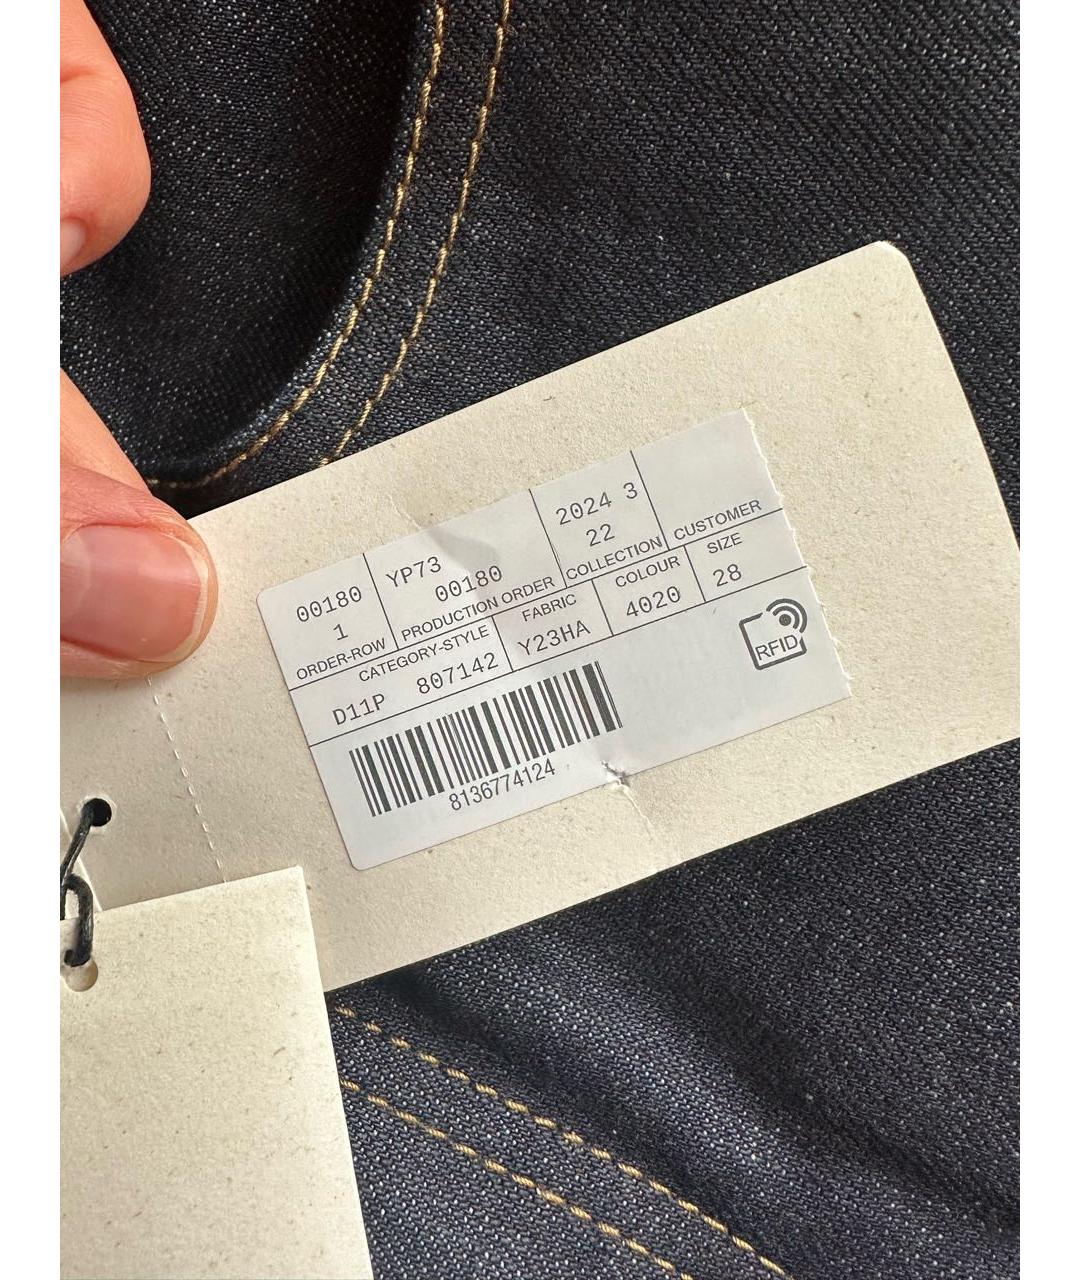 00180
1
ORDER-ROW
YP73
00180
PRODUCTION ORDER
2024 3
22
COLLECTION
CUSTOMER
CATEGORY-STYLE
D11P 807142
FABRIC
Y23HA
COLOUR
4020
SIZE
28
RFID
8136774124